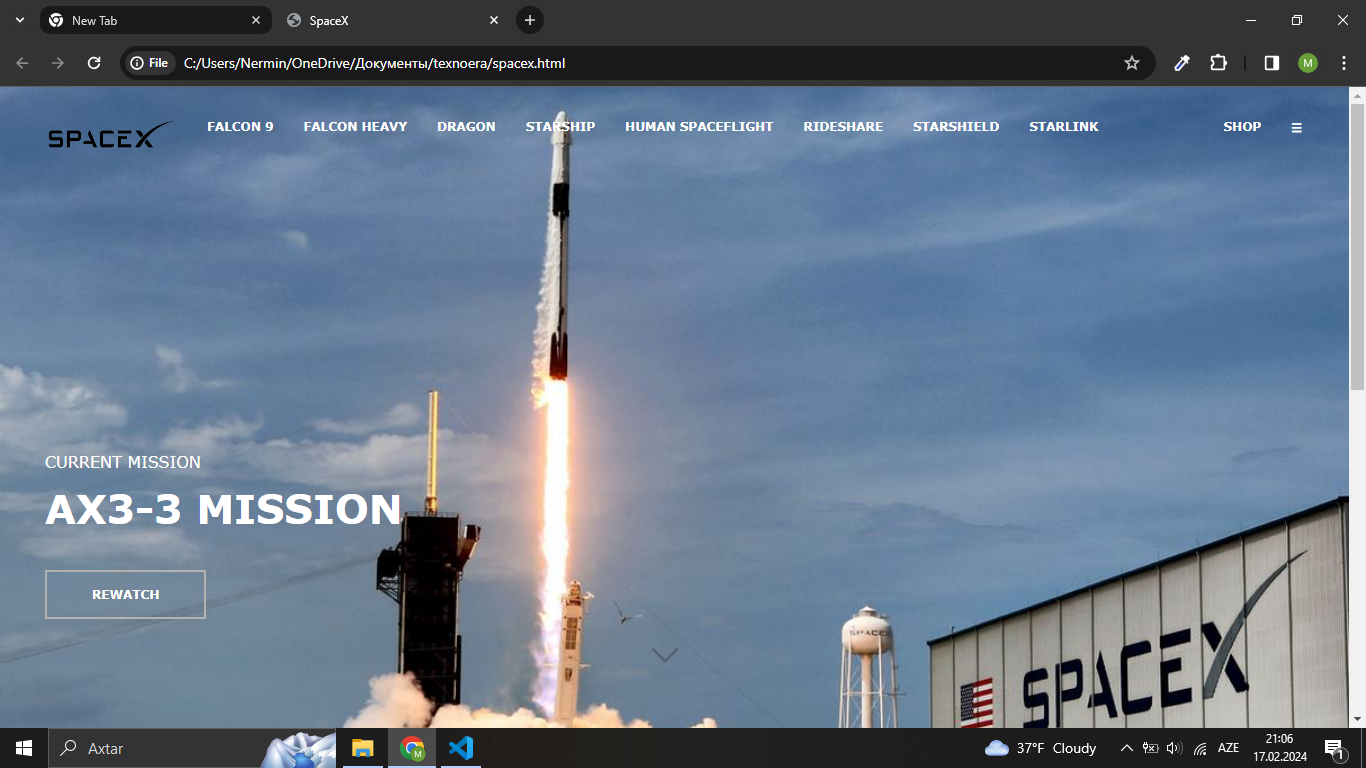 New Tab
SpaceX
File
C:/Users/Nermin/OneDrive/Документы/texnoera/spacex.html
M
SPACEX
FALCON 9
FALCON HEAVY
DRAGON
STARSHIP
HUMAN SPACEFLIGHT
RIDESHARE
STARSHIELD
STARLINK
SHOP
CURRENT MISSION
AX3-3 MISSION
REWATCH
SPACEX
SPACEX
Axtar
M
37°F Cloudy
AZE
21:06
17.02.2024
1